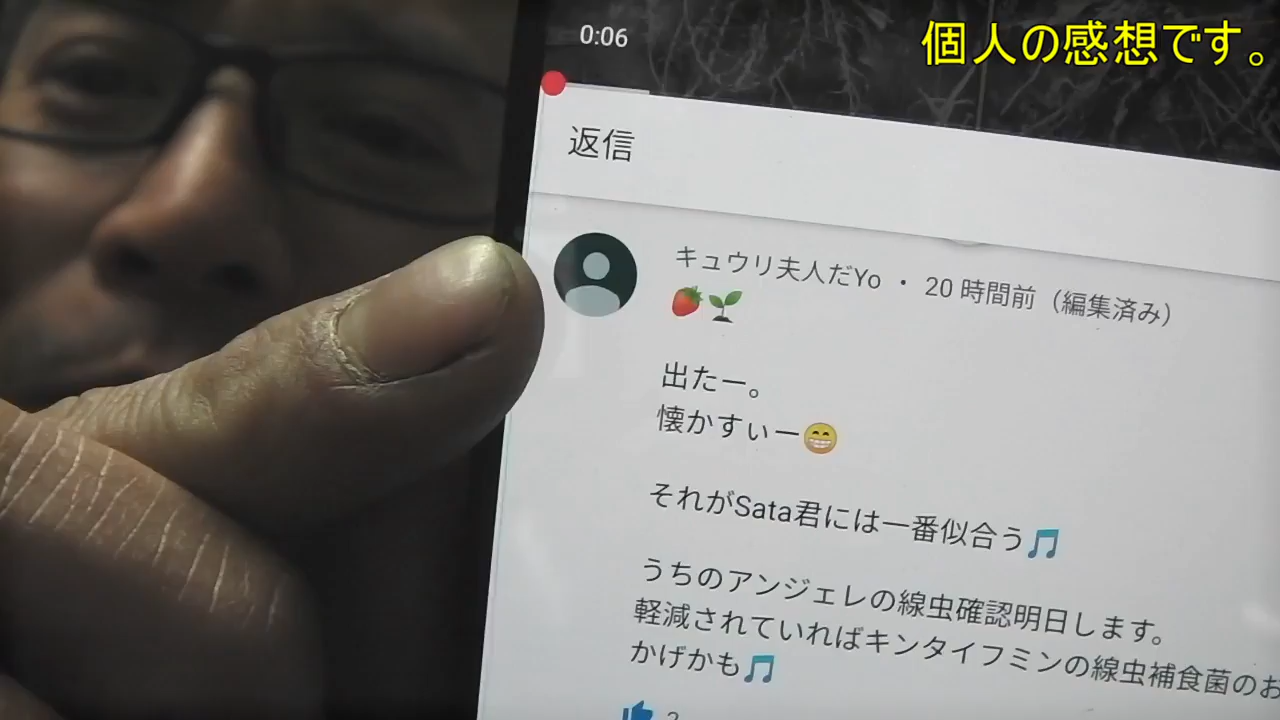 個人の感想です。
0:06
返信
キュウリ夫人だYo ・ 20 時間前（編集済み）
🍓🌱
出たー。
懐かすぃー😁
それがSata君には一番似合う🎵
うちのアンジェレの線虫確認明日します。
軽減されていればキンタイフミンの線虫補食菌のお
かげかも🎵
2